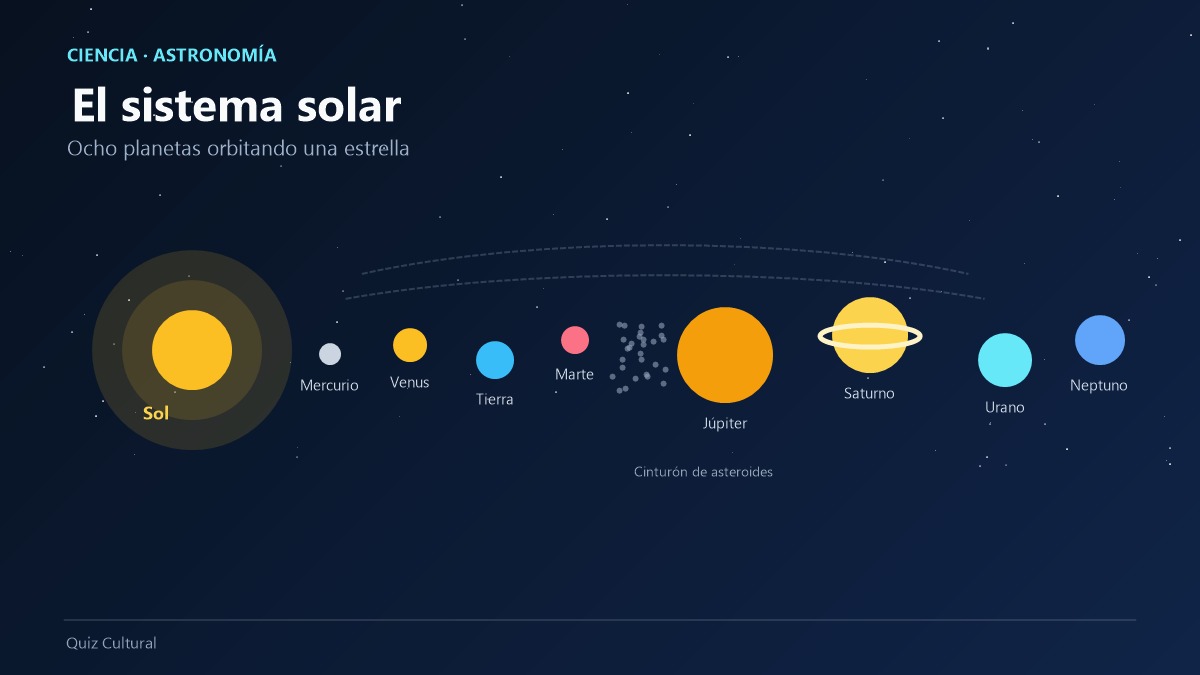 CIENCIA · ASTRONOMÍA
El sistema solar
Ocho planetas orbitando una estrella
Sol
Mercurio
Venus
Tierra
Marte
Júpiter
Saturno
Urano
Neptuno
Cinturón de asteroides
Quiz Cultural